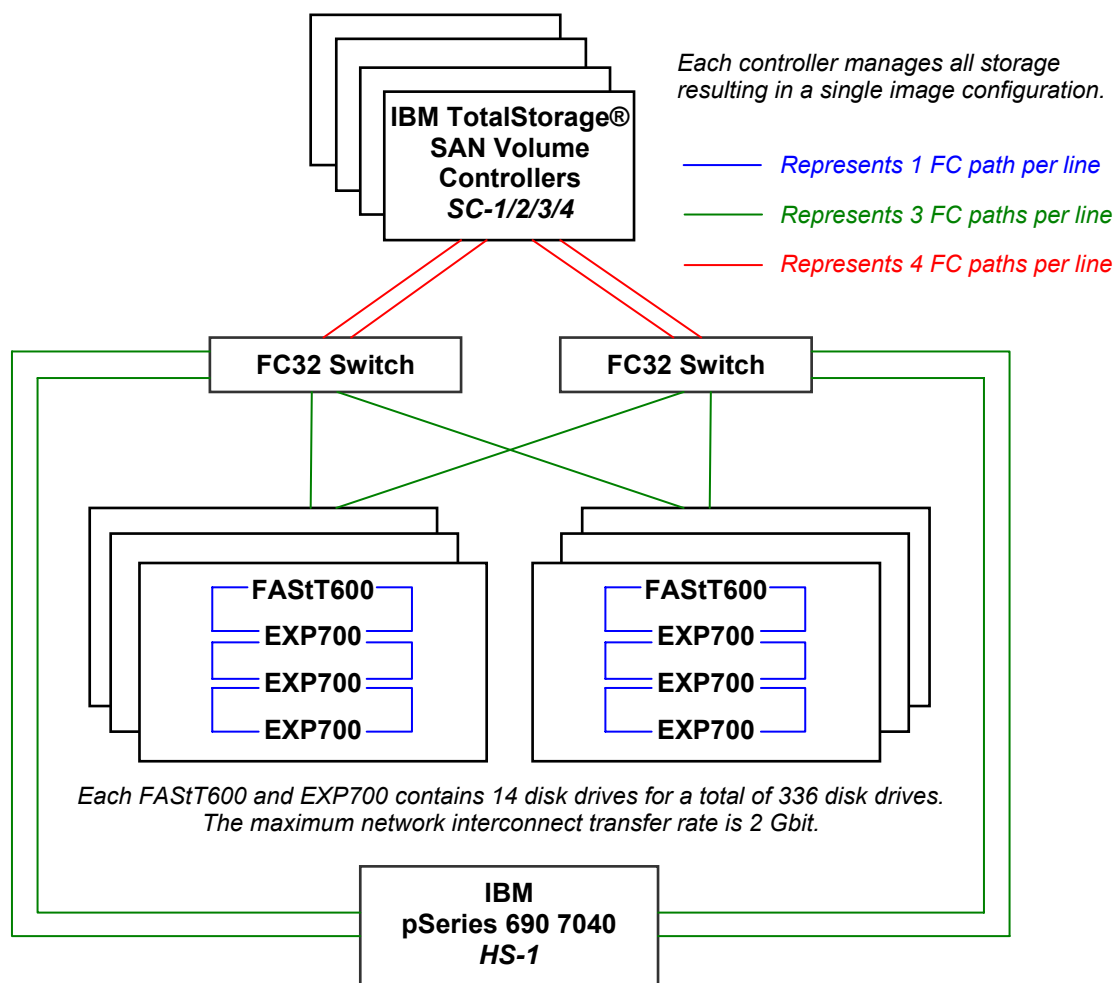 Each controller manages all storage
resulting in a single image configuration.
IBM TotalStorage®
SAN Volume
Controllers
SC-1/2/3/4
Represents 1 FC path per line
Represents 3 FC paths per line
Represents 4 FC paths per line
FC32 Switch
FC32 Switch
FAStT600
EXP700
EXP700
EXP700
FAStT600
EXP700
EXP700
EXP700
Each FAStT600 and EXP700 contains 14 disk drives for a total of 336 disk drives.
The maximum network interconnect transfer rate is 2 Gbit.
IBM
pSeries 690 7040
HS-1